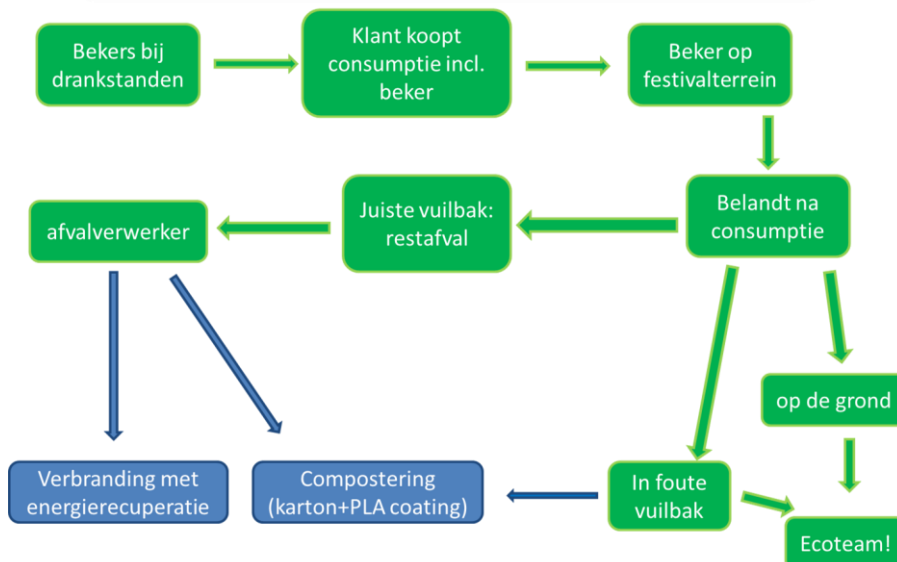 Bekers bij
drankstanden
Klant koopt
consumptie incl.
beker
Beker op
festivalterrein
afvalverwerker
Juiste vuilbak:
restafval
Belandt na
consumptie
op de grond
Verbranding met
energierecuperatie
Compostering
(karton+PLA coating)
In foute
vuilbak
Ecoteam!